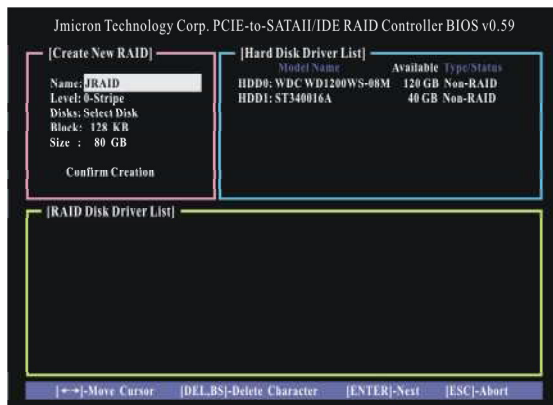 Jmicron Technology Corp. PCIE-to-SATAII/IDE RAID Controller BIOS v0.59
[Create New RAID]
Name: JRAID
Level: 0-Stripe
Disks: Select Disk
Block: 128 KB
Size : 80 GB
Confirm Creation
[Hard Disk Driver List]
Model Name Available Type/Status
HDD0: WDC WD1200WS-08M 120 GB Non-RAID
HDD1: ST340016A 40 GB Non-RAID
[RAID Disk Driver List]
[←→]-Move Cursor [DEL,BS]-Delete Character [ENTER]-Next [ESC]-Abort